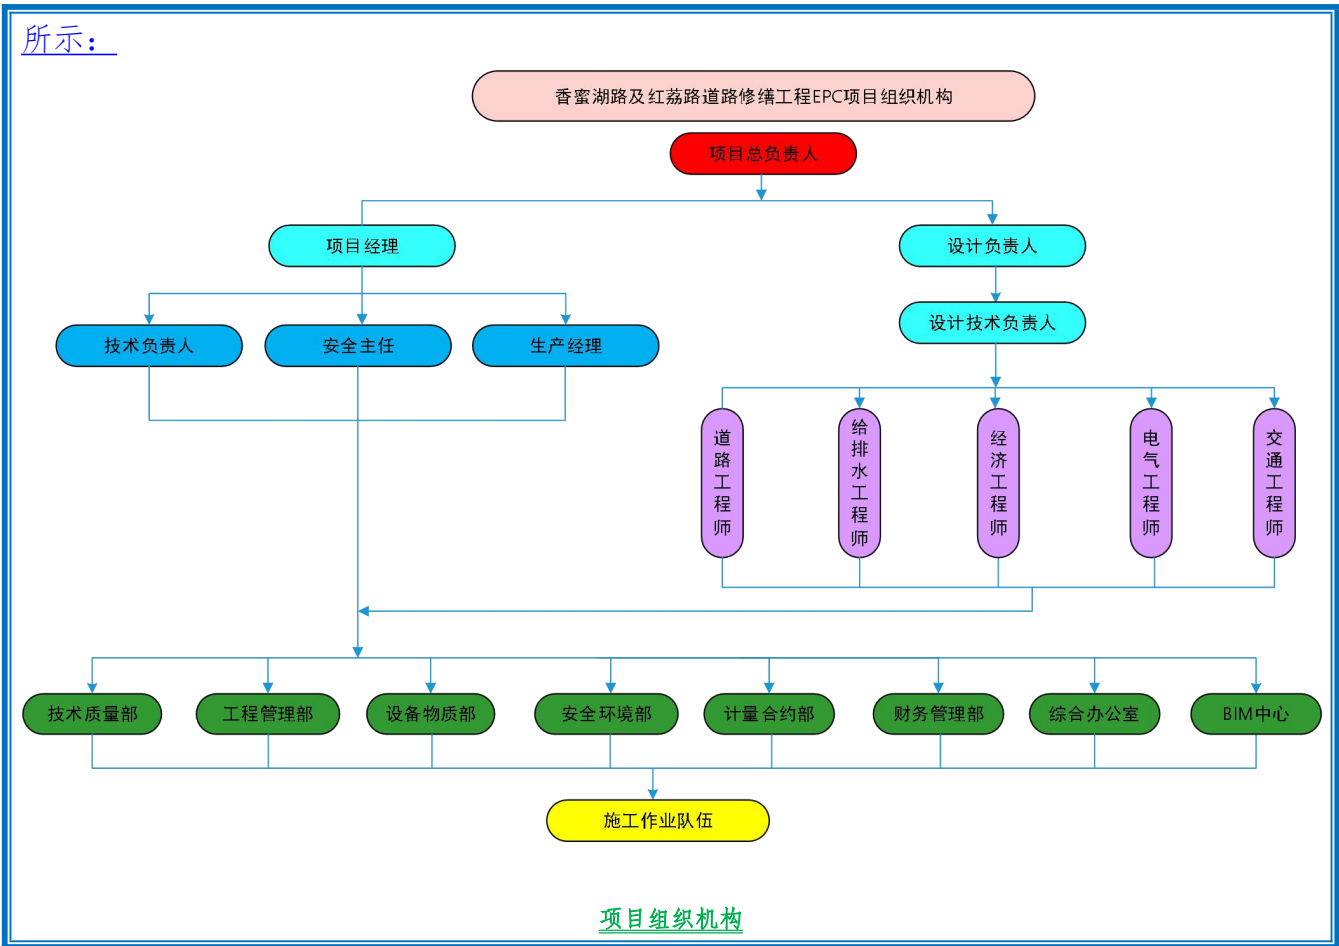 所示：
香蜜湖路及红荔路道路修缮工程EPC项目组织机构
项目总负责人
项目经理
设计负责人
设计技术负责人
技术负责人
安全主任
生产经理
道路工程师
给排水工程师
经济工程师
电气工程师
交通工程师
技术质量部
工程管理部
设备物质部
安全环境部
计量合约部
财务管理部
综合办公室
BIM中心
施工作业队伍
项目组织机构